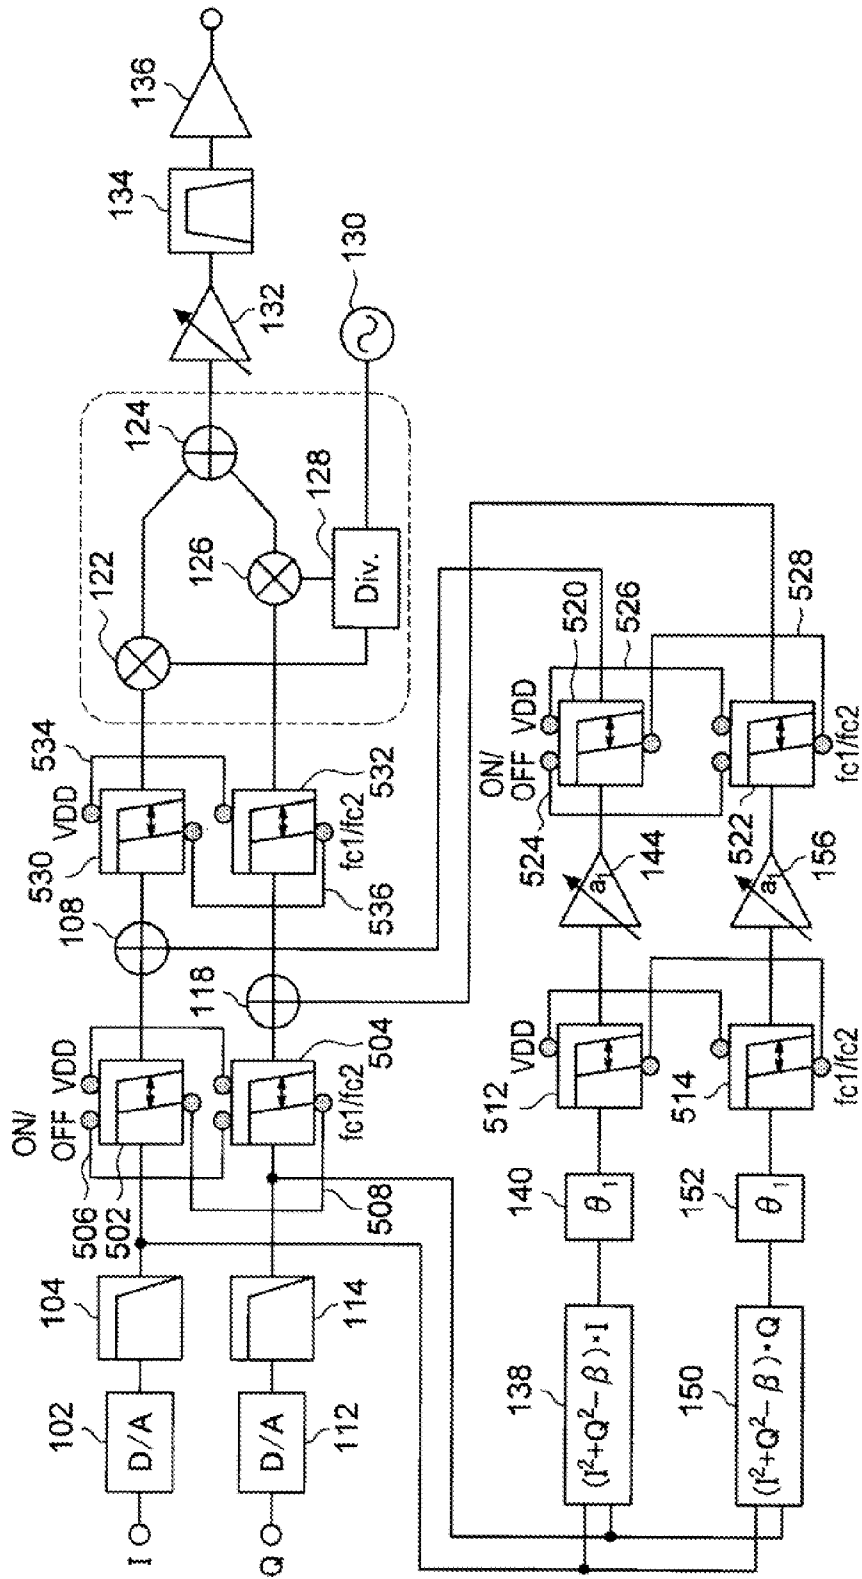 I
102
D/A
104
506
502
ON/
OFF
VDD
108
530
VDD
534
122
124
132
134
136
Q
112
D/A
114
508
fc1/fc2
504
118
536
fc1/fc2
532
126
128
Div.
130
138
(I²+Q²−β)・I
140
θ₁
512
VDD
144
a₁
524
ON/
OFF
VDD
520
526
150
(I²+Q²−β)・Q
152
θ₁
514
fc1/fc2
156
a₁
522
fc1/fc2
528